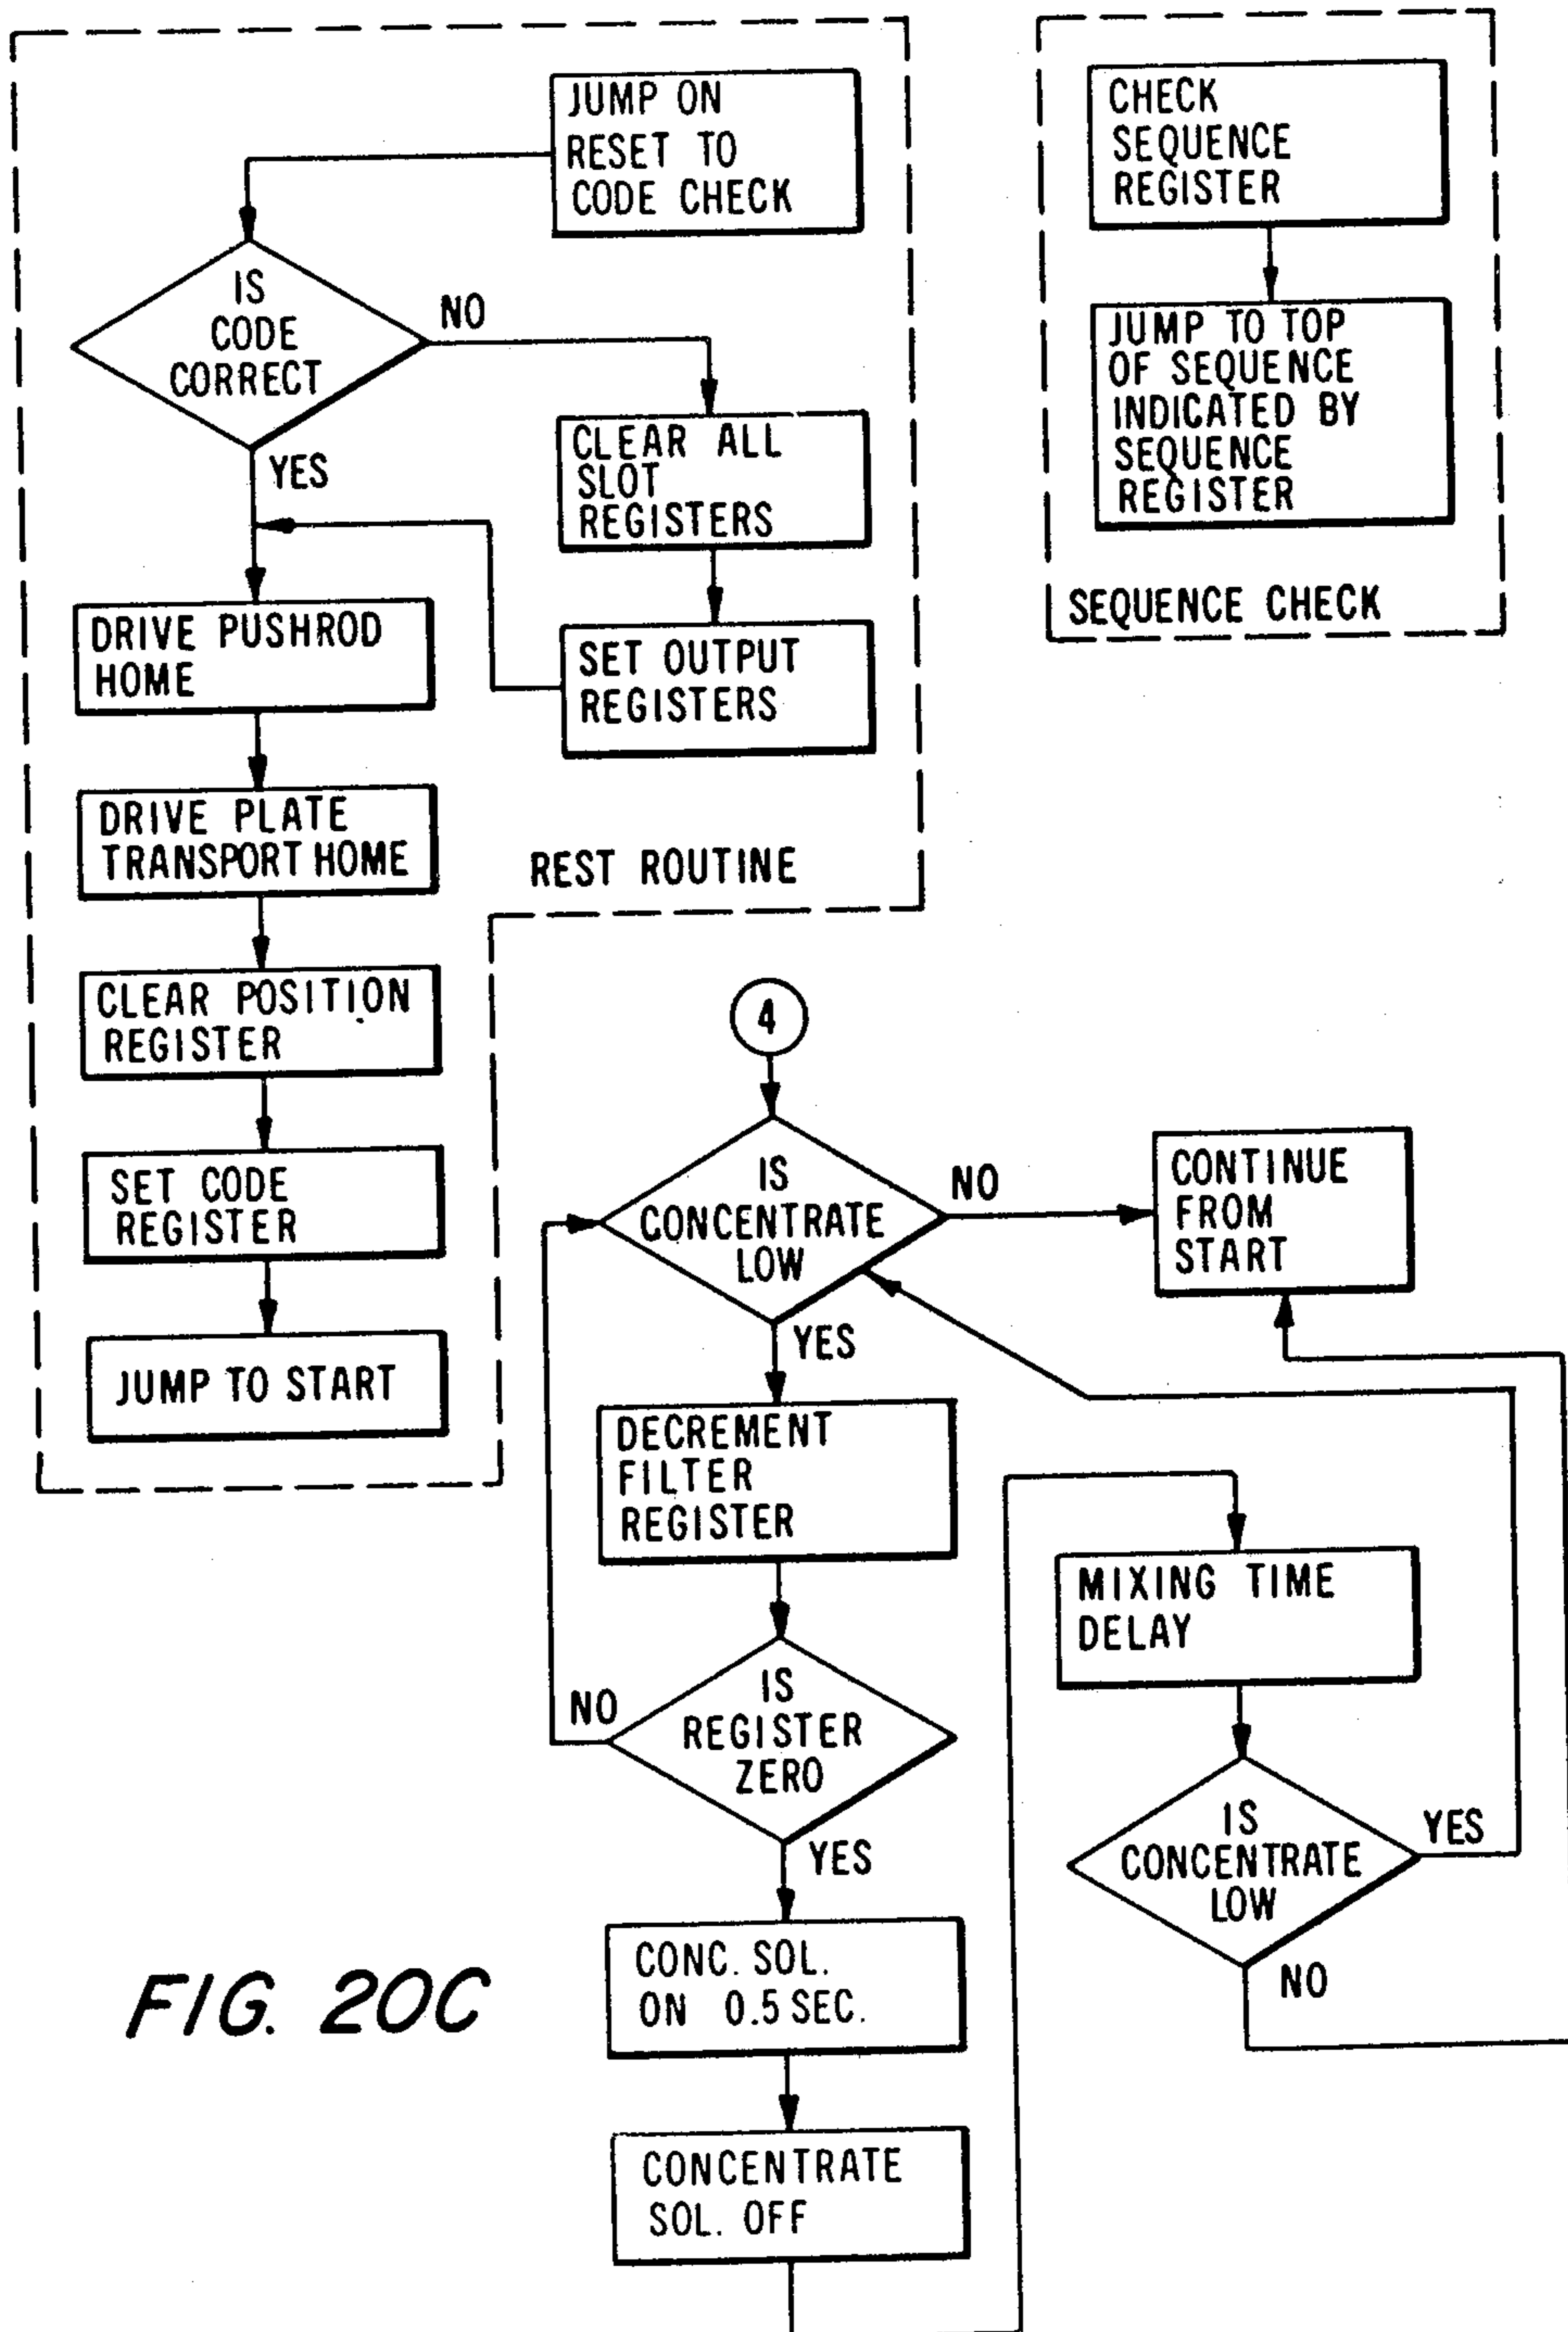 JUMP ON
RESET TO
CODE CHECK
IS
CODE
CORRECT
NO
YES
CLEAR ALL
SLOT
REGISTERS
SET OUTPUT
REGISTERS
DRIVE PUSHROD
HOME
DRIVE PLATE
TRANSPORT HOME
CLEAR POSITION
REGISTER
SET CODE
REGISTER
JUMP TO START
REST ROUTINE
CHECK
SEQUENCE
REGISTER
JUMP TO TOP
OF SEQUENCE
INDICATED BY
SEQUENCE
REGISTER
SEQUENCE CHECK
4
IS
CONCENTRATE
LOW
NO
CONTINUE
FROM
START
YES
DECREMENT
FILTER
REGISTER
IS
REGISTER
ZERO
NO
YES
CONC. SOL.
ON 0.5 SEC.
CONCENTRATE
SOL. OFF
MIXING TIME
DELAY
IS
CONCENTRATE
LOW
YES
NO
FIG. 20C